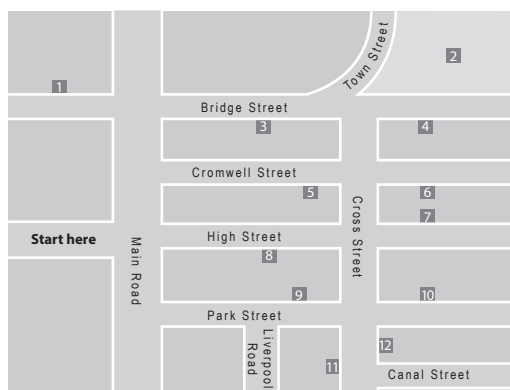 Town Street
2
1
Bridge Street
3
4
Cromwell Street
5
6
Cross Street
7
Start here
Main Road
High Street
8
9
10
Park Street
Liverpool
Road
11
12
Canal Street